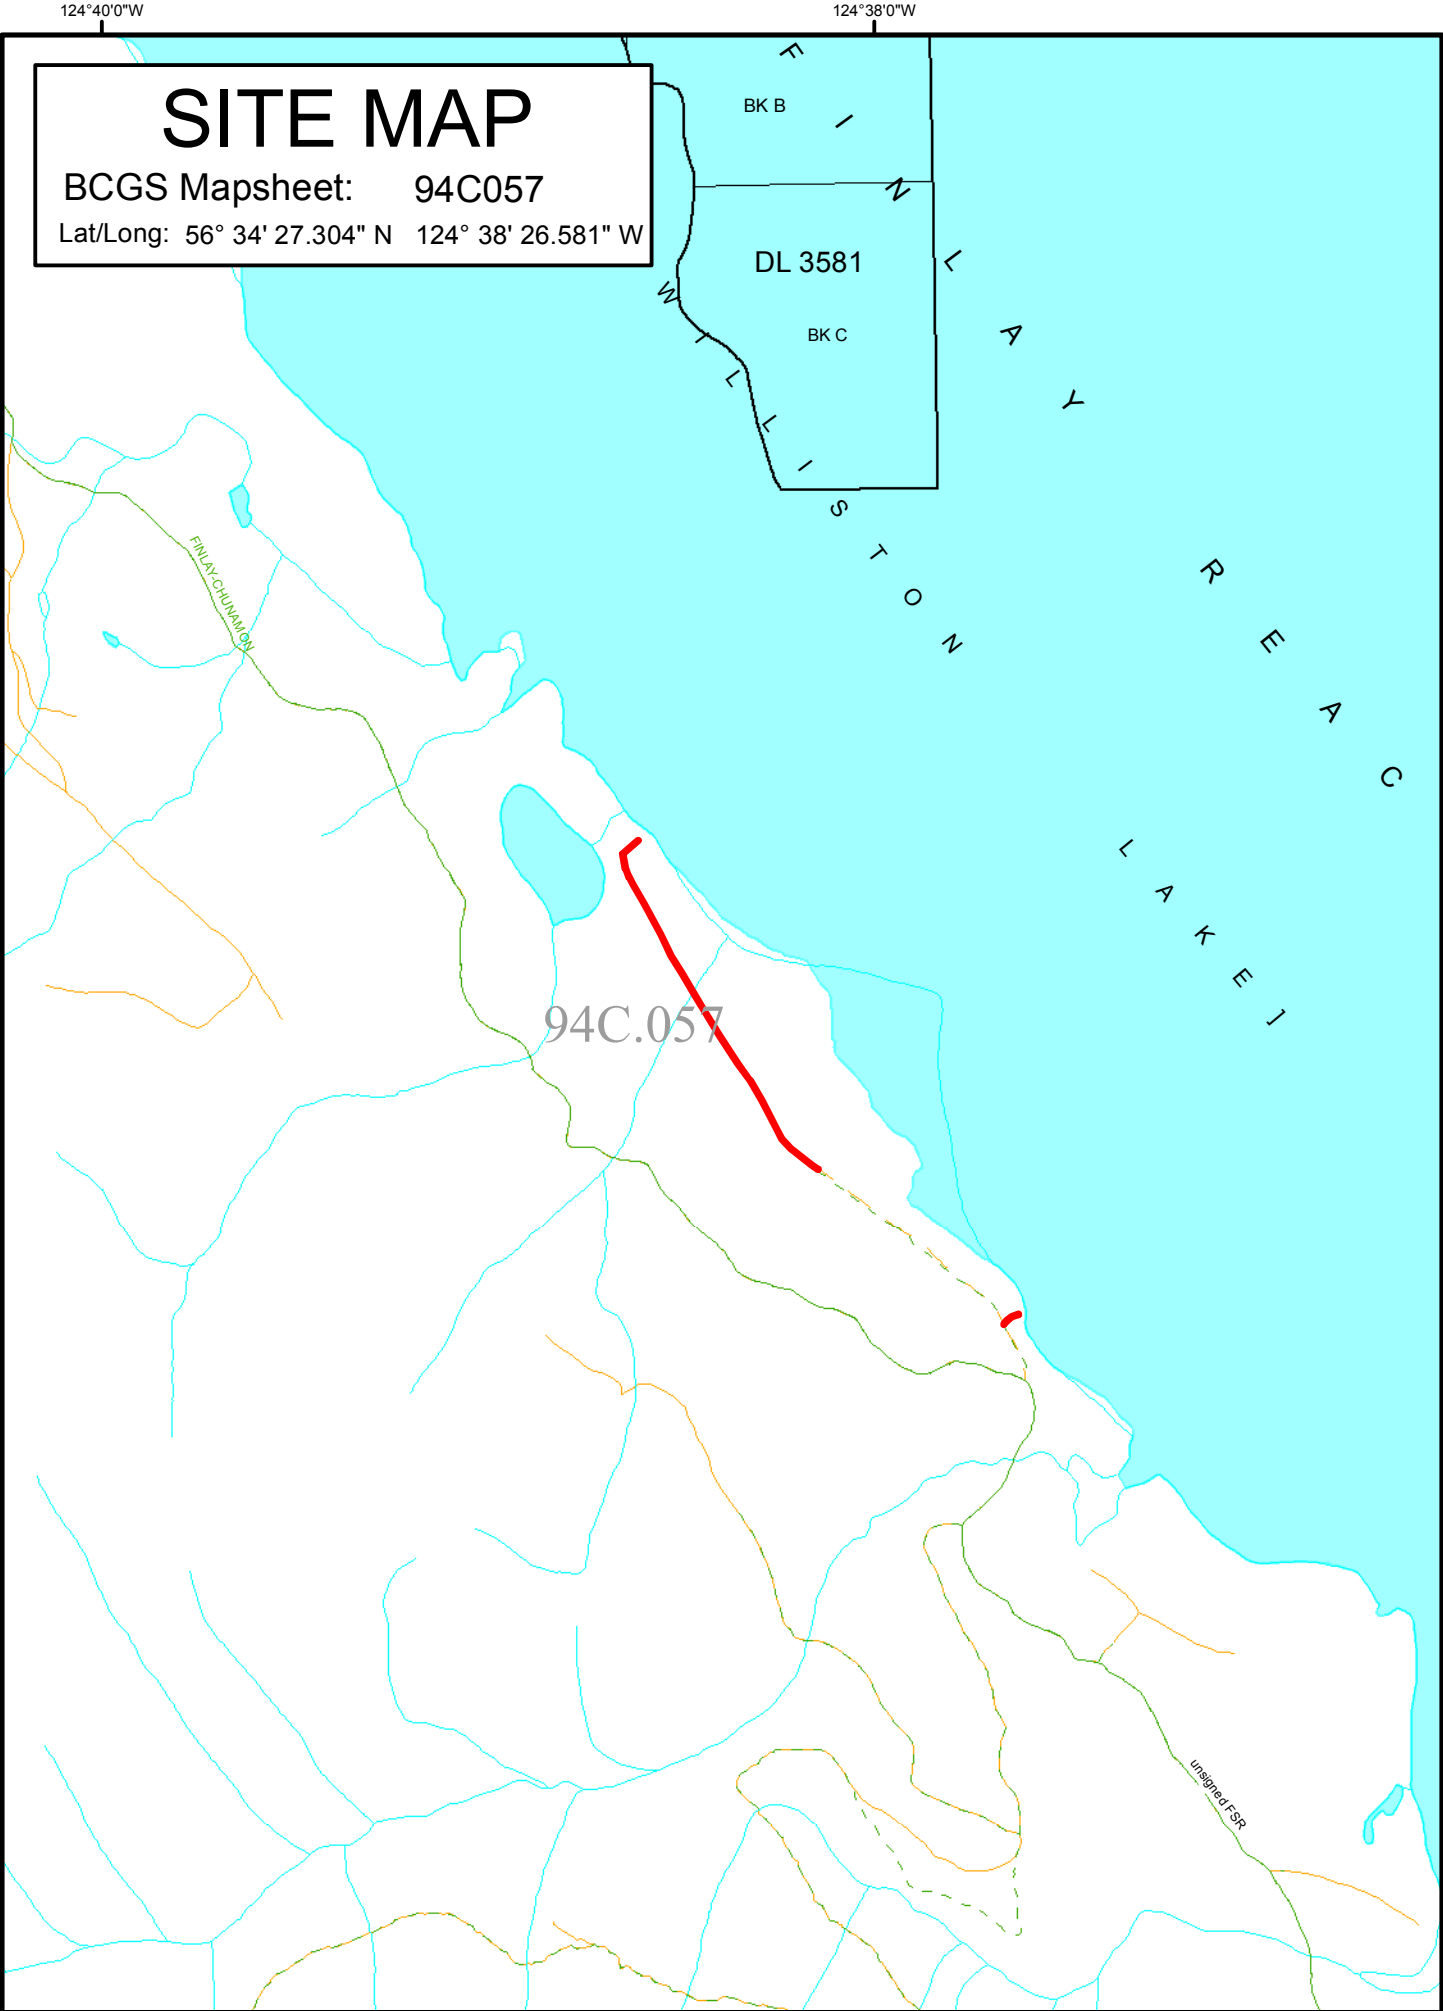 124°40'0"W
124°38'0"W
SITE MAP
BCGS Mapsheet: 94C057
Lat/Long: 56° 34' 27.304" N 124° 38' 26.581" W
BK B
DL 3581
BK C
FINLAY REAC
WILLISTON LAKE]
FINLAY-CHUNAMON
94C.057
unsigned FSR